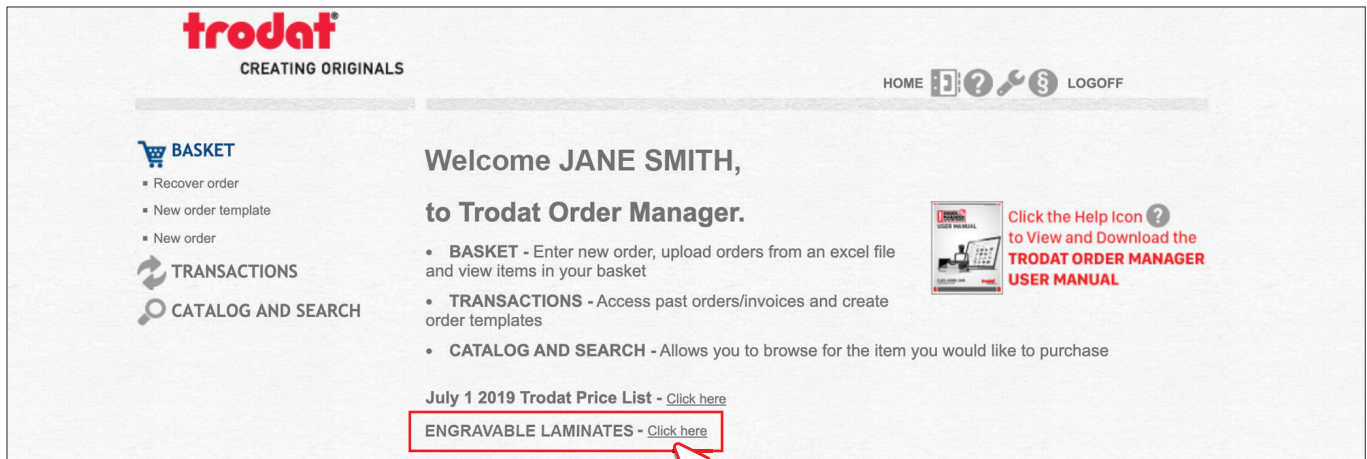 trodat®
CREATING ORIGINALS
HOME ? § LOGOFF
BASKET
▪ Recover order
▪ New order template
▪ New order
TRANSACTIONS
CATALOG AND SEARCH
Welcome JANE SMITH,
to Trodat Order Manager.
• BASKET - Enter new order, upload orders from an excel file
and view items in your basket
• TRANSACTIONS - Access past orders/invoices and create
order templates
• CATALOG AND SEARCH - Allows you to browse for the item you would like to purchase
USER MANUAL
Click the Help Icon ?
to View and Download the
TRODAT ORDER MANAGER
USER MANUAL
July 1 2019 Trodat Price List - Click here
ENGRAVABLE LAMINATES - Click here